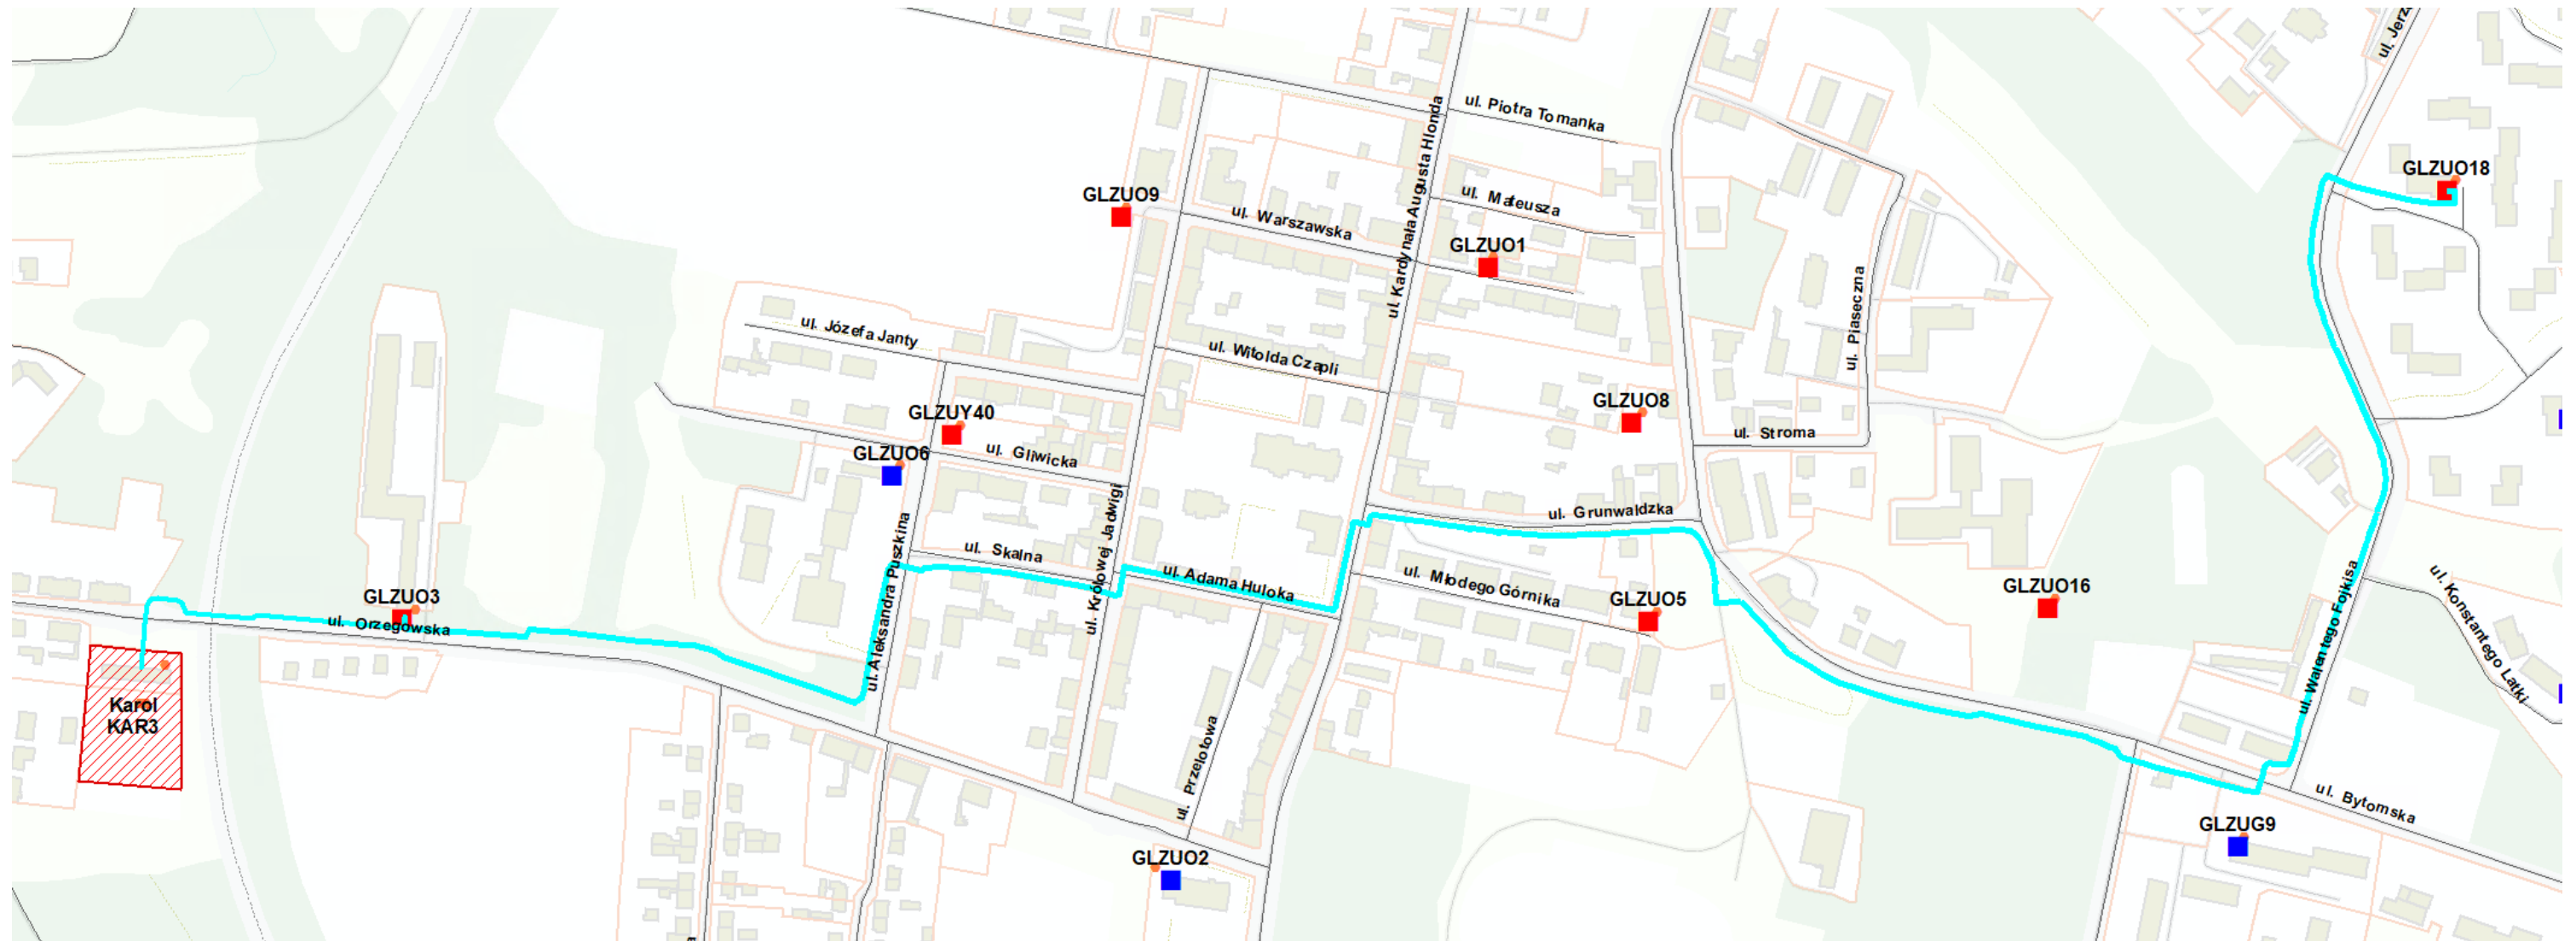 ul. Jerz
ul. Piotra Tomanka
ul. Kardynała Augusta Hlonda
GLZUO18
GLZUO9
ul. Mateusza
ul. Warszawska
GLZUO1
ul. Piaseczna
ul. Józefa Janty
ul. Witolda Czapli
GLZUY40
GLZUO8
ul. Stroma
GLZUO6
ul. Gliwicka
ul. Królowej Jadwigi
ul. Grunwaldzka
ul. Aleksandra Puszkina
ul. Skalna
ul. Adama Huloka
ul. Młodego Górnika
GLZUO5
GLZUO16
ul. Walentego Fojkisa
ul. Konstantego Latki
GLZUO3
ul. Orzegowska
Karol
KAR3
ul. Przelotowa
ul. Bytomska
GLZUG9
GLZUO2